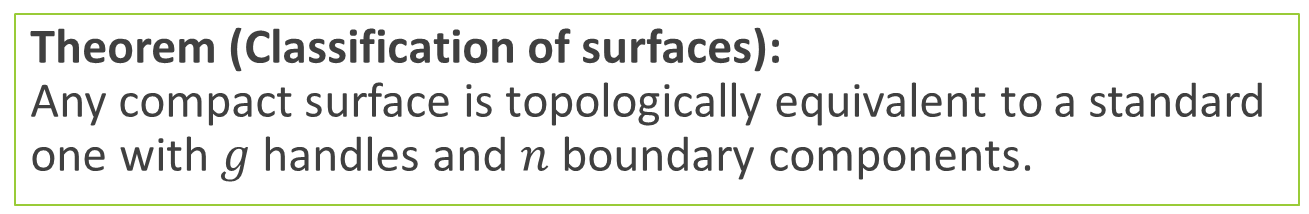 Theorem (Classification of surfaces):
Any compact surface is topologically equivalent to a standard
one with 𝑔 handles and 𝑛 boundary components.